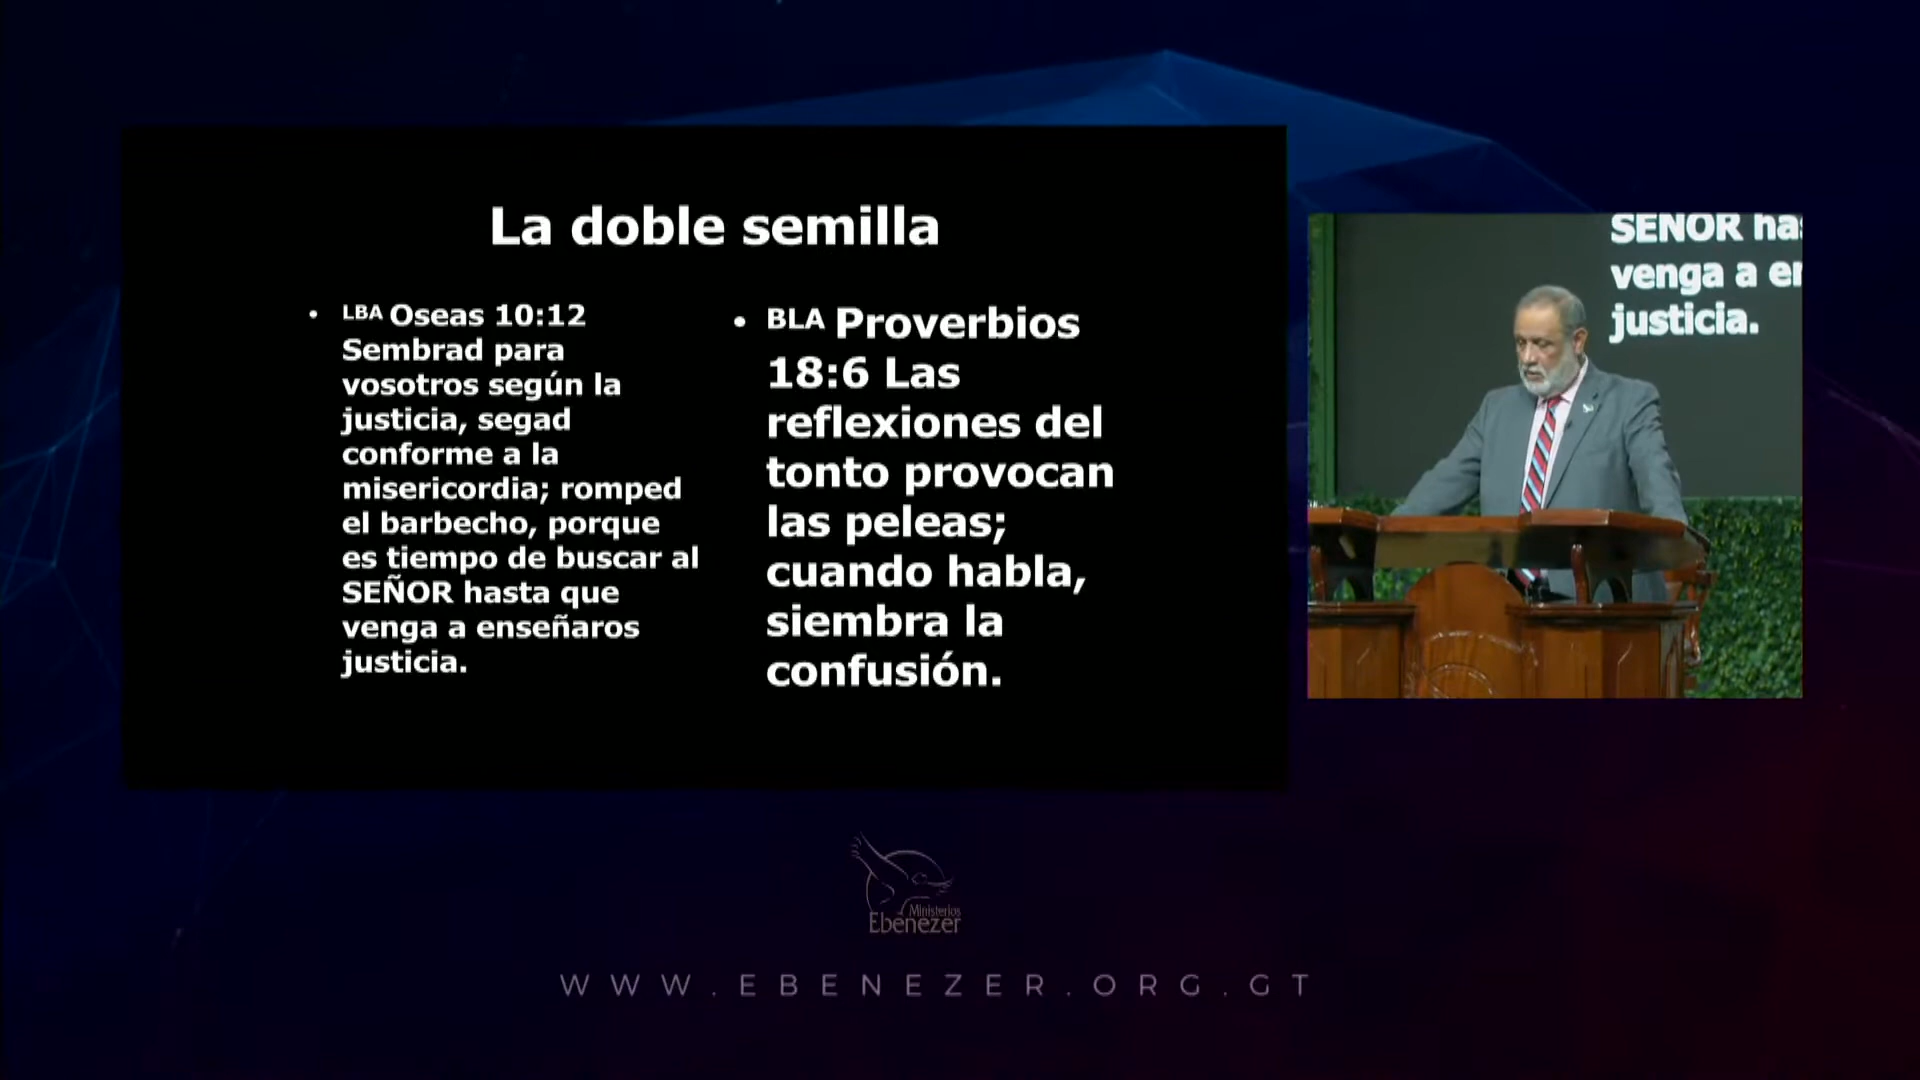 La doble semilla
• LBA Oseas 10:12
Sembrad para
vosotros según la
justicia, segad
conforme a la
misericordia; romped
el barbecho, porque
es tiempo de buscar al
SEÑOR hasta que
venga a enseñaros
justicia.
• BLA Proverbios
18:6 Las
reflexiones del
tonto provocan
las peleas;
cuando habla,
siembra la
confusión.
SEÑOR has
venga a en
justicia.
Ministerios
Ebenezer
WWW.EBENEZER.ORG.GT